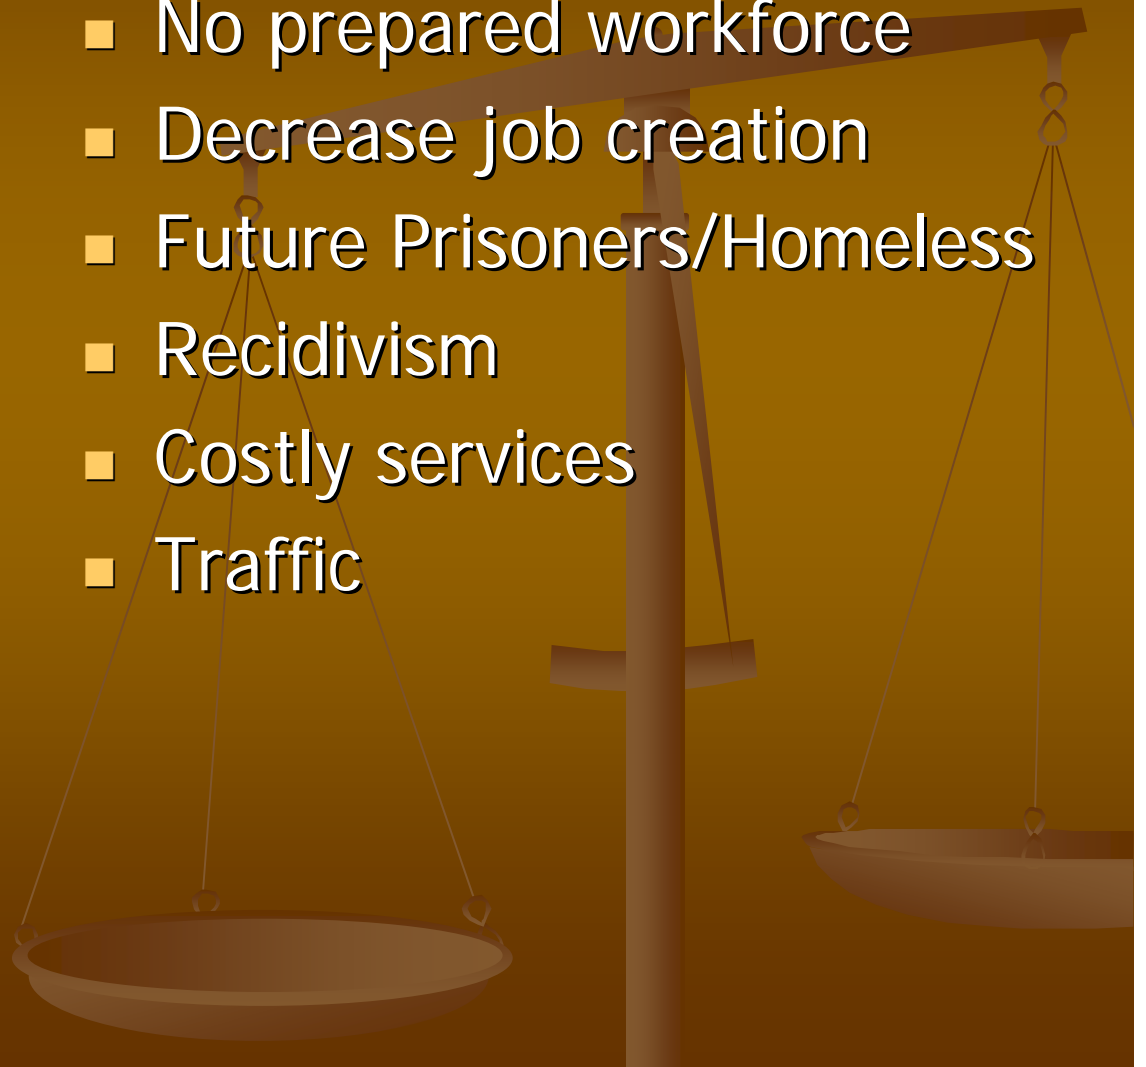 No prepared workforce
Decrease job creation
Future Prisoners/Homeless
Recidivism
Costly services
Traffic